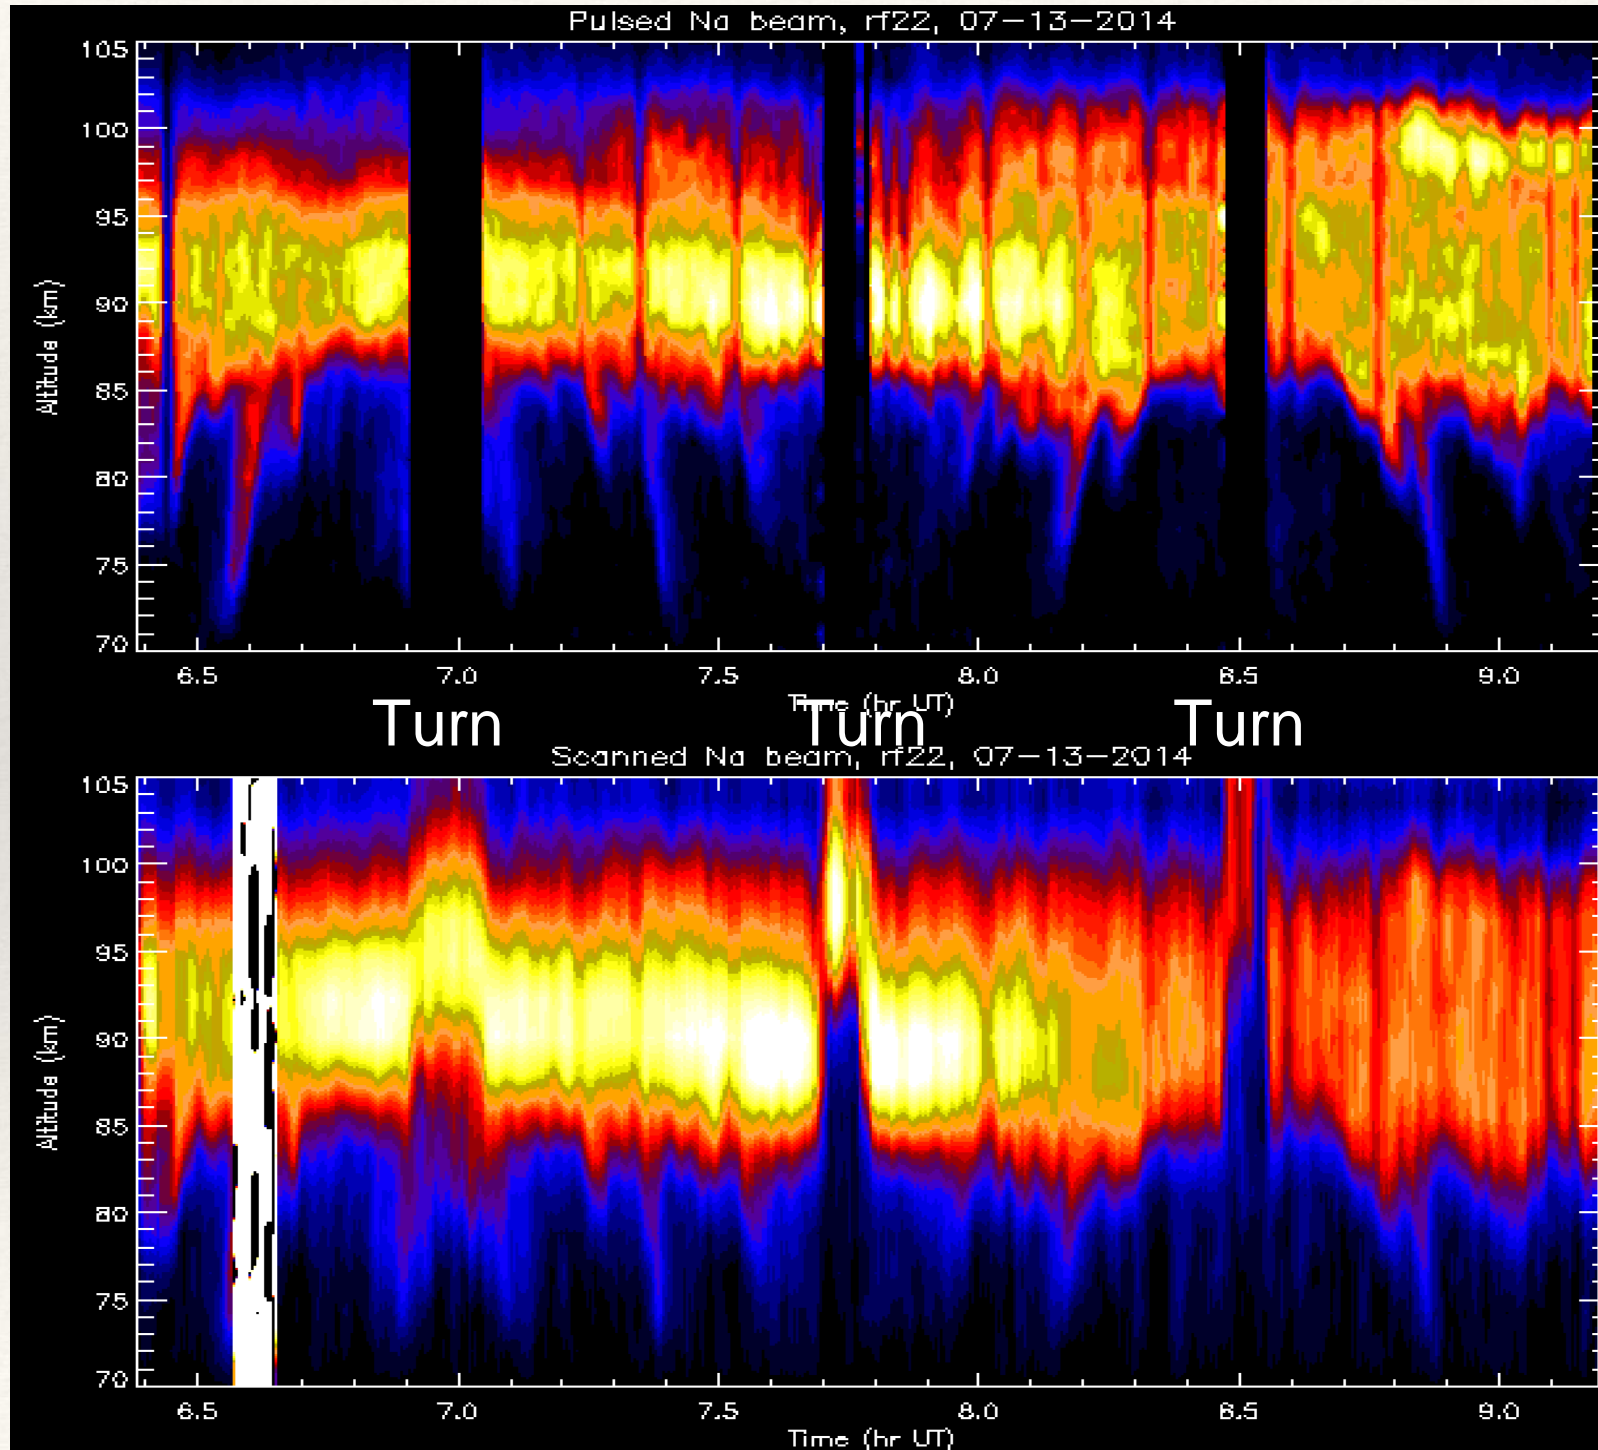 Pulsed Na beam, rf22, 07-13-2014
105
100
95
90
85
80
75
70
Altitude (km)
6.5 7.0 7.5 8.0 8.5 9.0
Time (hr UT)
Turn Turn Turn
Scanned Na beam, rf22, 07-13-2014
105
100
95
90
85
80
75
70
Altitude (km)
6.5 7.0 7.5 8.0 8.5 9.0
Time (hr UT)